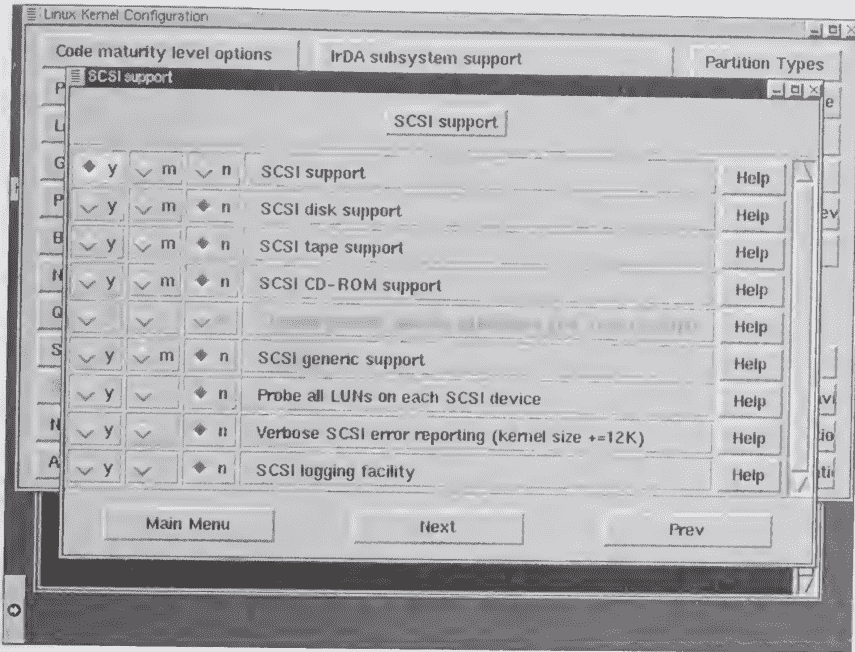 Linux Kernel Configuration
Code maturity level options
IrDA subsystem support
Partition Types
SCSI support
SCSI support
y m n SCSI support Help
y m n SCSI disk support Help
y m n SCSI tape support Help
y m n SCSI CD-ROM support Help
Help
y m n SCSI generic support Help
y n Probe all LUNs on each SCSI device Help
y n Verbose SCSI error reporting (kernel size +=12K) Help
y n SCSI logging facility Help
Main Menu Next Prev